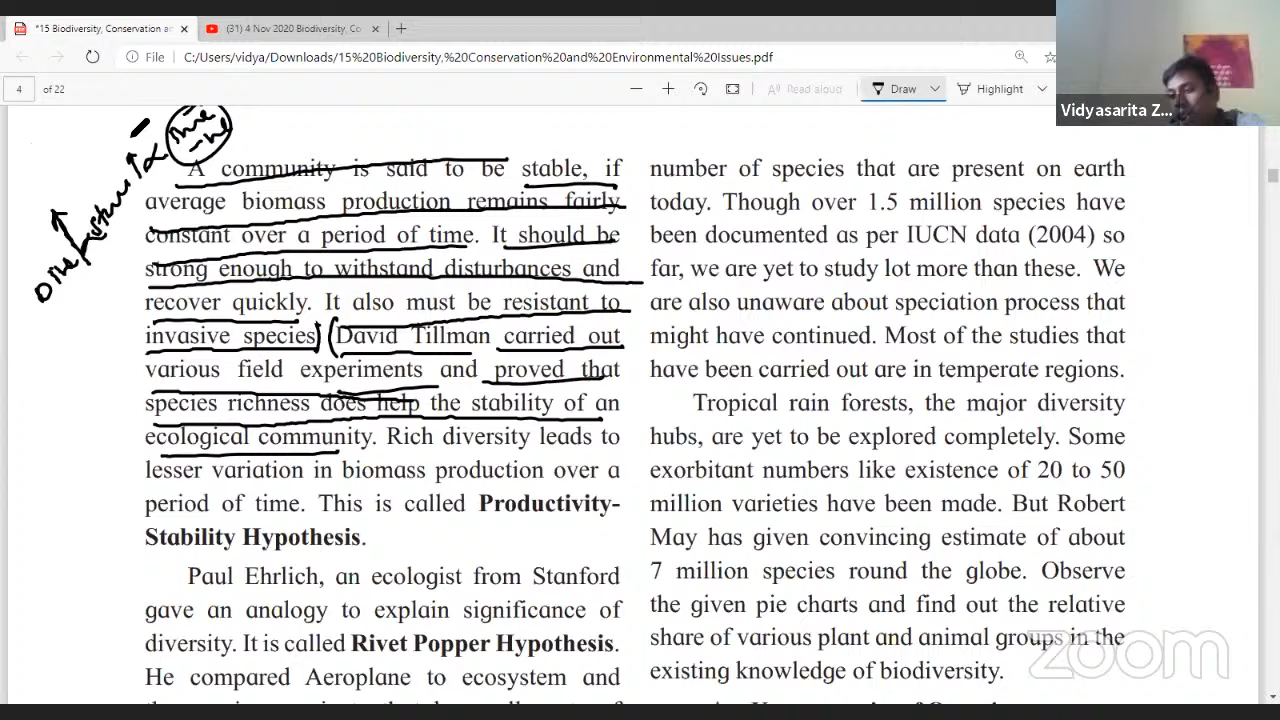 *15 Biodiversity, Conservation an
(31) 4 Nov 2020 Biodiversity, Co
File
C:/Users/vidya/Downloads/15%20Biodiversity,%20Conservation%20and%20Environmental%20Issues.pdf
4 of 22
Read aloud
Draw
Highlight
Vidyasarita Z...
A community is said to be stable, if
average biomass production remains fairly
constant over a period of time. It should be
strong enough to withstand disturbances and
recover quickly. It also must be resistant to
invasive species) (David Tillman carried out
various field experiments and proved that
species richness does help the stability of an
ecological community. Rich diversity leads to
lesser variation in biomass production over a
period of time. This is called Productivity-
Stability Hypothesis.
Paul Ehrlich, an ecologist from Stanford
gave an analogy to explain significance of
diversity. It is called Rivet Popper Hypothesis.
He compared Aeroplane to ecosystem and
number of species that are present on earth
today. Though over 1.5 million species have
been documented as per IUCN data (2004) so
far, we are yet to study lot more than these. We
are also unaware about speciation process that
might have continued. Most of the studies that
have been carried out are in temperate regions.
Tropical rain forests, the major diversity
hubs, are yet to be explored completely. Some
exorbitant numbers like existence of 20 to 50
million varieties have been made. But Robert
May has given convincing estimate of about
7 million species round the globe. Observe
the given pie charts and find out the relative
share of various plant and animal groups in the
existing knowledge of biodiversity.
zoom